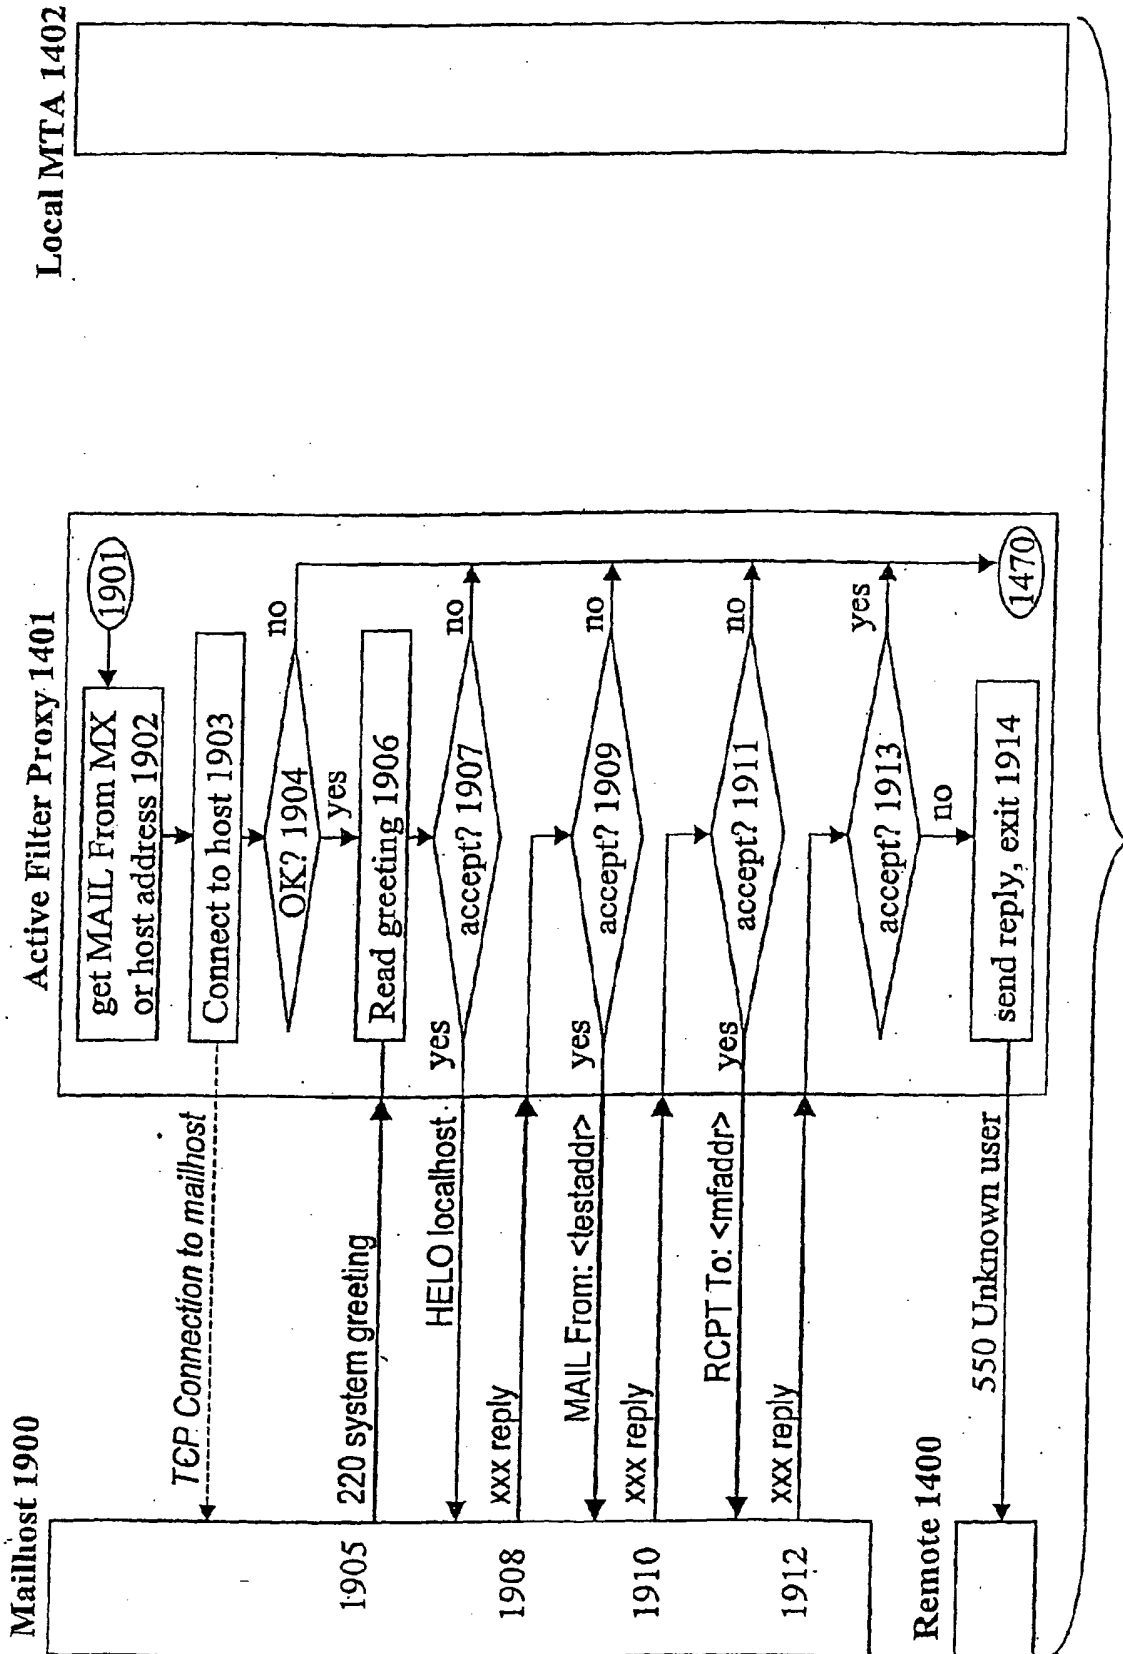 Mailhost 1900
Active Filter Proxy 1401
Local MTA 1402
1901
get MAIL From MX
or host address 1902
TCP Connection to mailhost
Connect to host 1903
OK? 1904
no
yes
1905
220 system greeting
Read greeting 1906
HELO localhost
yes
accept? 1907
no
1908
xxx reply
MAIL From: <testaddr>
yes
accept? 1909
no
1910
xxx reply
RCPT To: <mfaddr>
yes
accept? 1911
no
1912
xxx reply
accept? 1913
yes
no
Remote 1400
550 Unknown user
send reply, exit 1914
1470